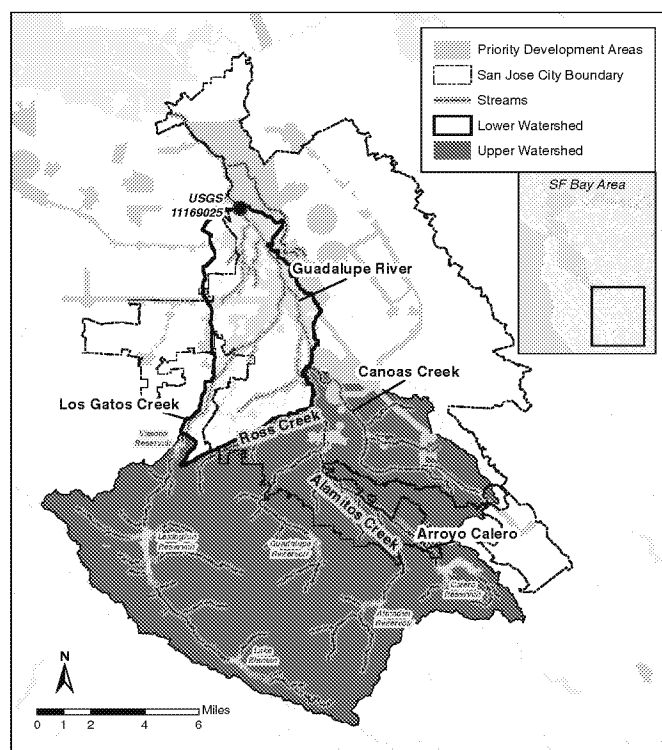 Priority Development Areas
San Jose City Boundary
Streams
Lower Watershed
Upper Watershed
SF Bay Area
USGS
11169025
Guadalupe River
Canoas Creek
Los Gatos Creek
Ross Creek
Vasona
Reservoir
Alamitos Creek
Arroyo Calero
Lexington
Reservoir
Guadalupe
Reservoir
Calero
Reservoir
Almaden
Reservoir
Lake
Elsman
N
Miles
0 1 2 4 6